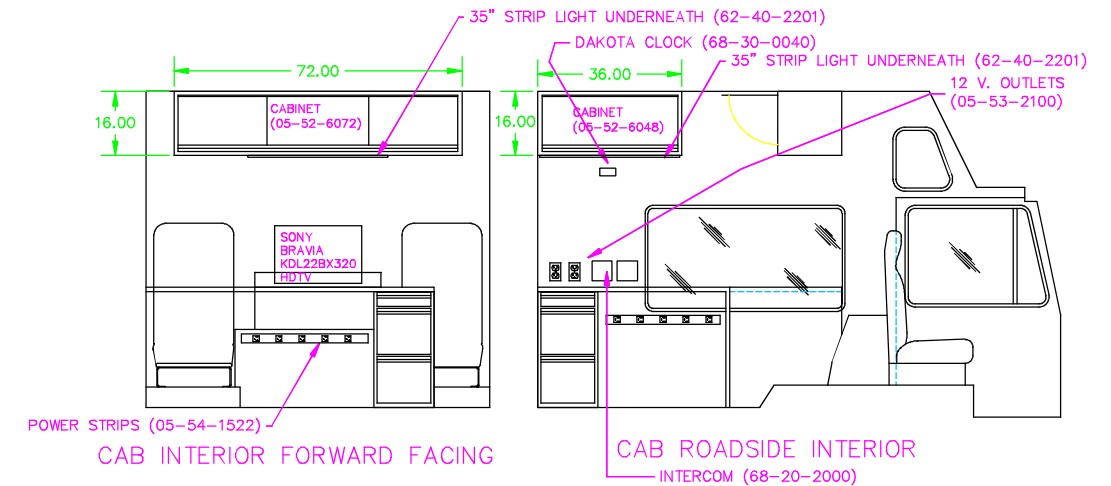 35” STRIP LIGHT UNDERNEATH (62-40-2201)
DAKOTA CLOCK (68-30-0040)
35” STRIP LIGHT UNDERNEATH (62-40-2201)
12 V. OUTLETS
(05-53-2100)
72.00
36.00
16.00
CABINET
(05-52-6072)
16.00
CABINET
(05-52-6048)
SONY
BRAVIA
KDL22BX320
HDTV
POWER STRIPS (05-54-1522)
CAB INTERIOR FORWARD FACING
CAB ROADSIDE INTERIOR
INTERCOM (68-20-2000)